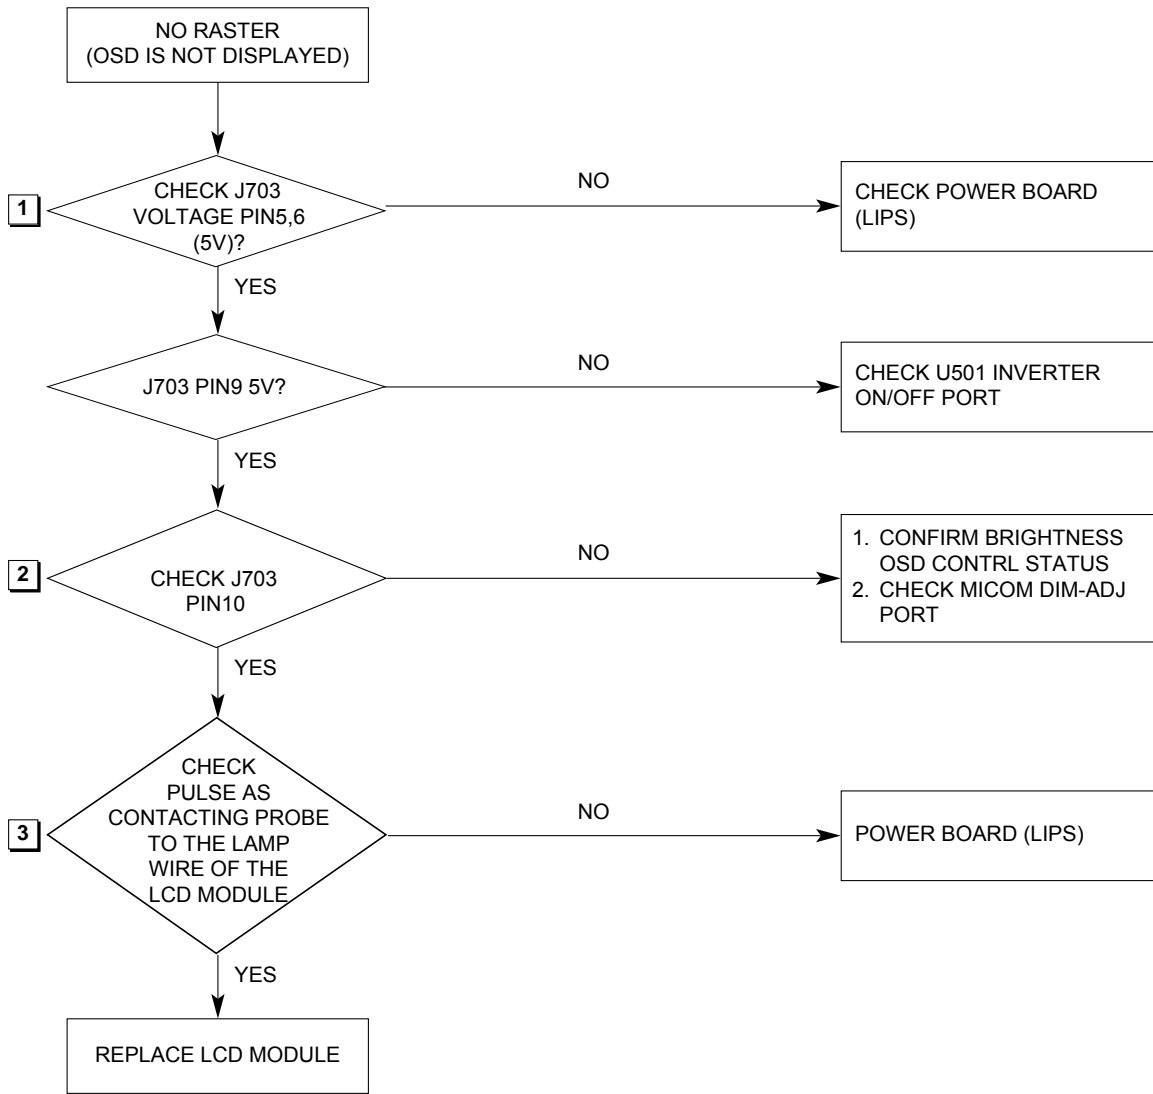 NO RASTER
(OSD IS NOT DISPLAYED)
1
CHECK J703
VOLTAGE PIN5,6
(5V)?
NO
CHECK POWER BOARD
(LIPS)
YES
J703 PIN9 5V?
NO
CHECK U501 INVERTER
ON/OFF PORT
YES
2
CHECK J703
PIN10
NO
1. CONFIRM BRIGHTNESS
OSD CONTRL STATUS
2. CHECK MICOM DIM-ADJ
PORT
YES
3
CHECK
PULSE AS
CONTACTING PROBE
TO THE LAMP
WIRE OF THE
LCD MODULE
NO
POWER BOARD (LIPS)
YES
REPLACE LCD MODULE